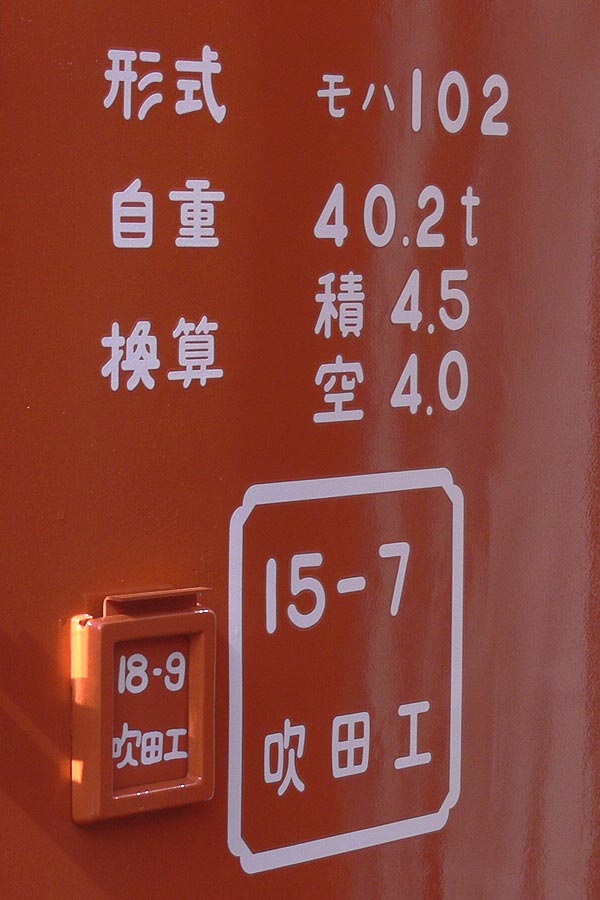 形式 モハ102
自重 40.2t
換算 積4.5
空4.0
15-7
吹田工
18-9
吹田工